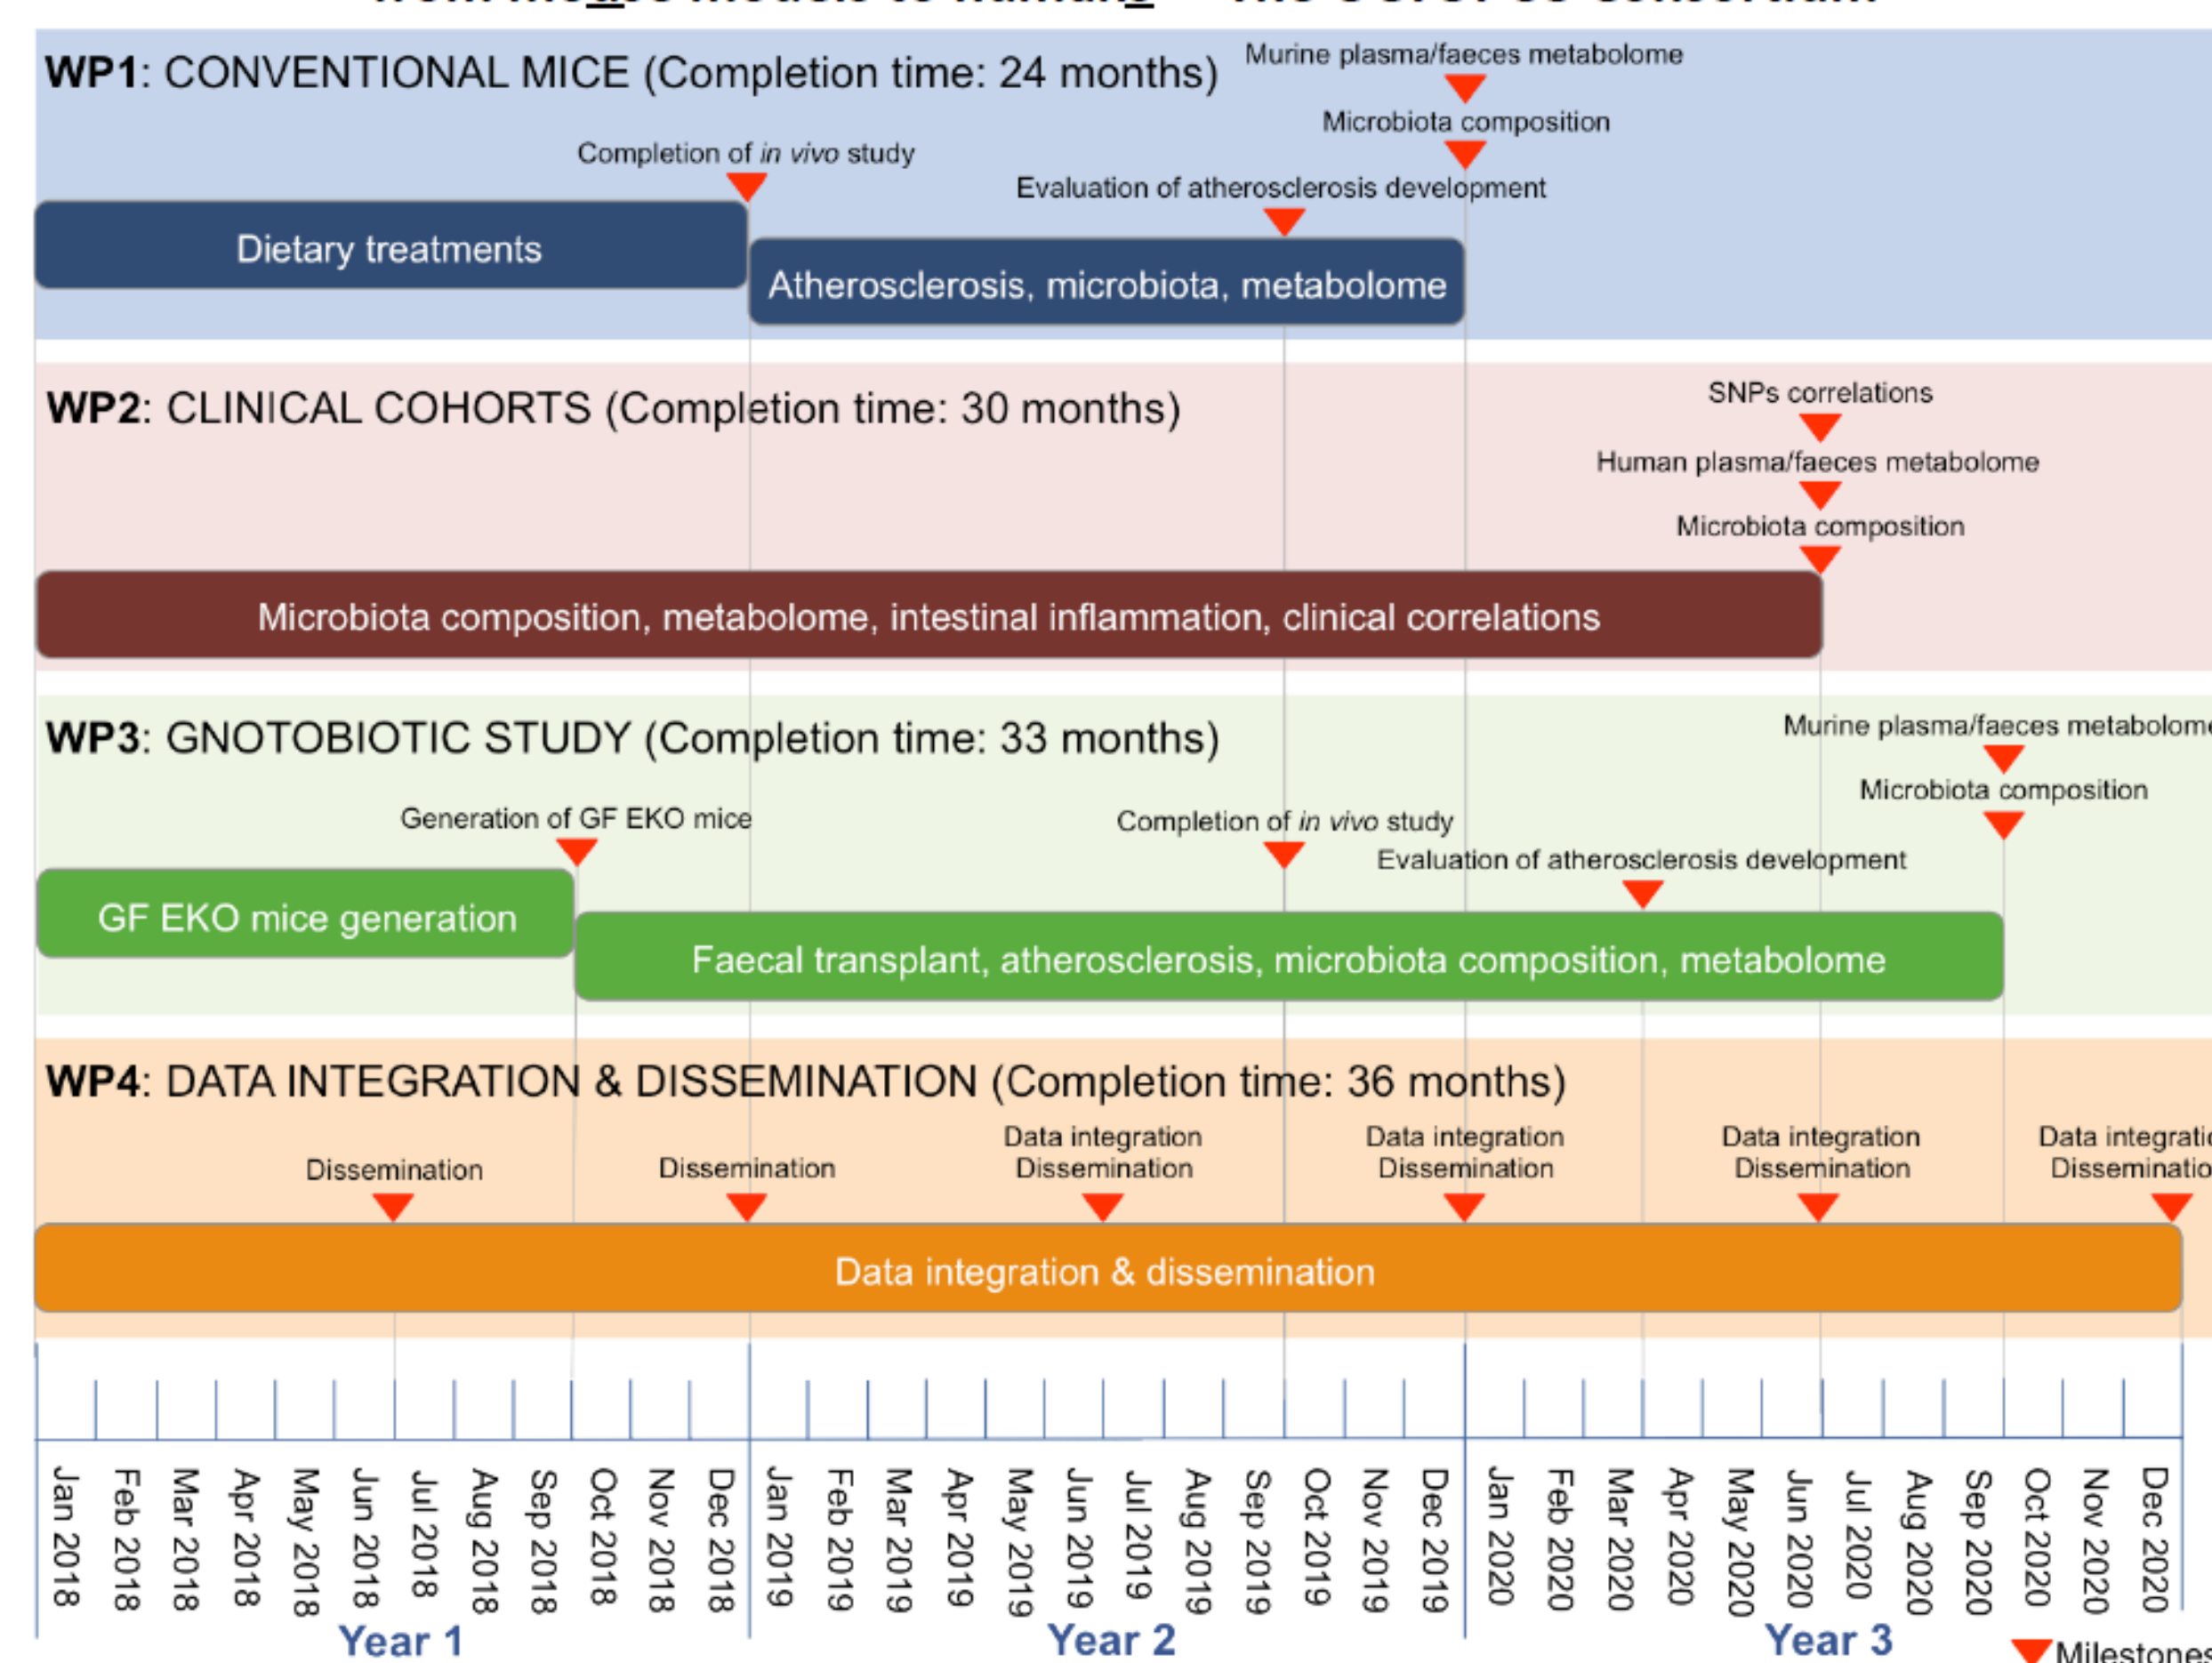 WP1: CONVENTIONAL MICE (Completion time: 24 months)
Murine plasma/faeces metabolome
Microbiota composition
Completion of in vivo study
Evaluation of atherosclerosis development
Dietary treatments
Atherosclerosis, microbiota, metabolome
WP2: CLINICAL COHORTS (Completion time: 30 months)
SNPs correlations
Human plasma/faeces metabolome
Microbiota composition
Microbiota composition, metabolome, intestinal inflammation, clinical correlations
WP3: GNOTOBIOTIC STUDY (Completion time: 33 months)
Murine plasma/faeces metabolome
Microbiota composition
Generation of GF EKO mice
Completion of in vivo study
Evaluation of atherosclerosis development
GF EKO mice generation
Faecal transplant, atherosclerosis, microbiota composition, metabolome
WP4: DATA INTEGRATION & DISSEMINATION (Completion time: 36 months)
Dissemination
Dissemination
Data integration
Dissemination
Data integration
Dissemination
Data integration
Dissemination
Data integratio
Disseminatio
Data integration & dissemination
Jan 2018
Feb 2018
Mar 2018
Apr 2018
May 2018
Jun 2018
Jul 2018
Aug 2018
Sep 2018
Oct 2018
Nov 2018
Dec 2018
Jan 2019
Feb 2019
Mar 2019
Apr 2019
May 2019
Jun 2019
Jul 2019
Aug 2019
Sep 2019
Oct 2019
Nov 2019
Dec 2019
Jan 2020
Feb 2020
Mar 2020
Apr 2020
May 2020
Jun 2020
Jul 2020
Aug 2020
Sep 2020
Oct 2020
Nov 2020
Dec 2020
Year 1
Year 2
Year 3
Milestones